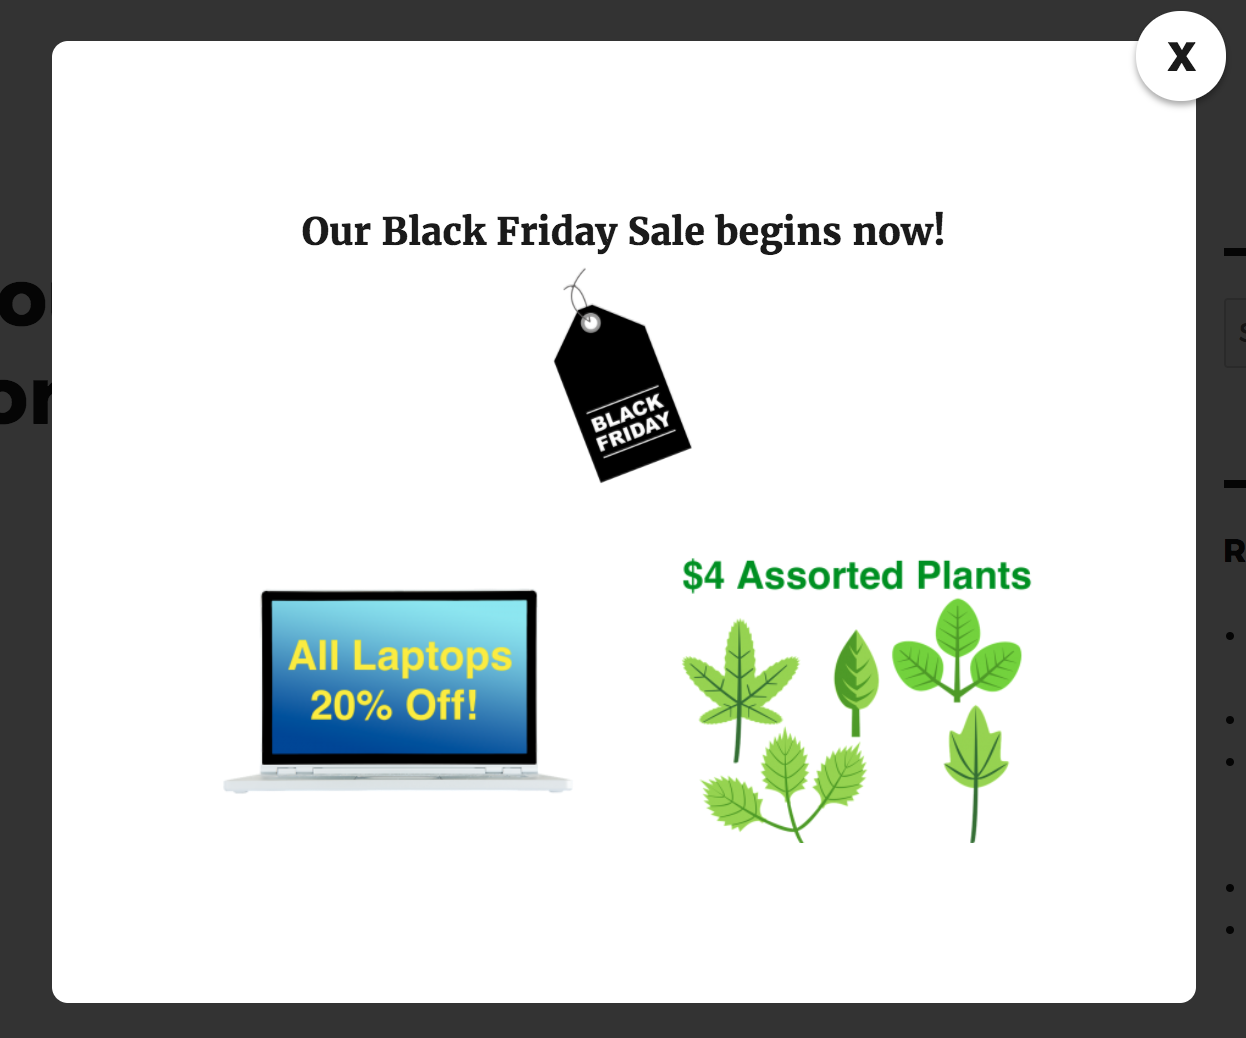 X
Our Black Friday Sale begins now!
BLACK
FRIDAY
$4 Assorted Plants
All Laptops
20% Off!